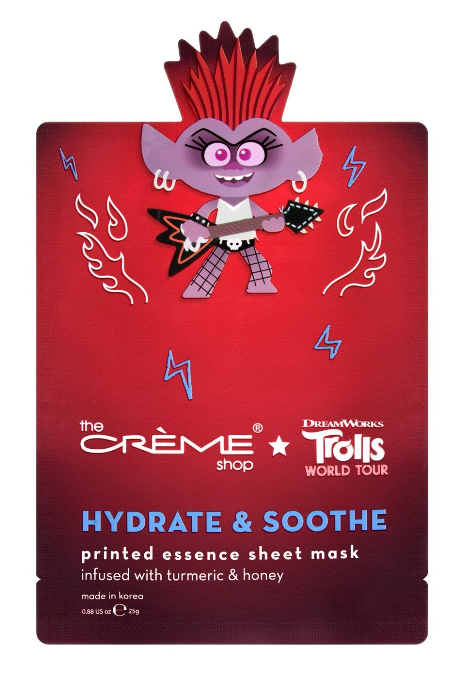 the
CRÈME®
shop
DREAMWORKS
Trolls
WORLD TOUR
HYDRATE & SOOTHE
printed essence sheet mask
infused with turmeric & honey
made in korea
0.88 US oz ℮ 25g